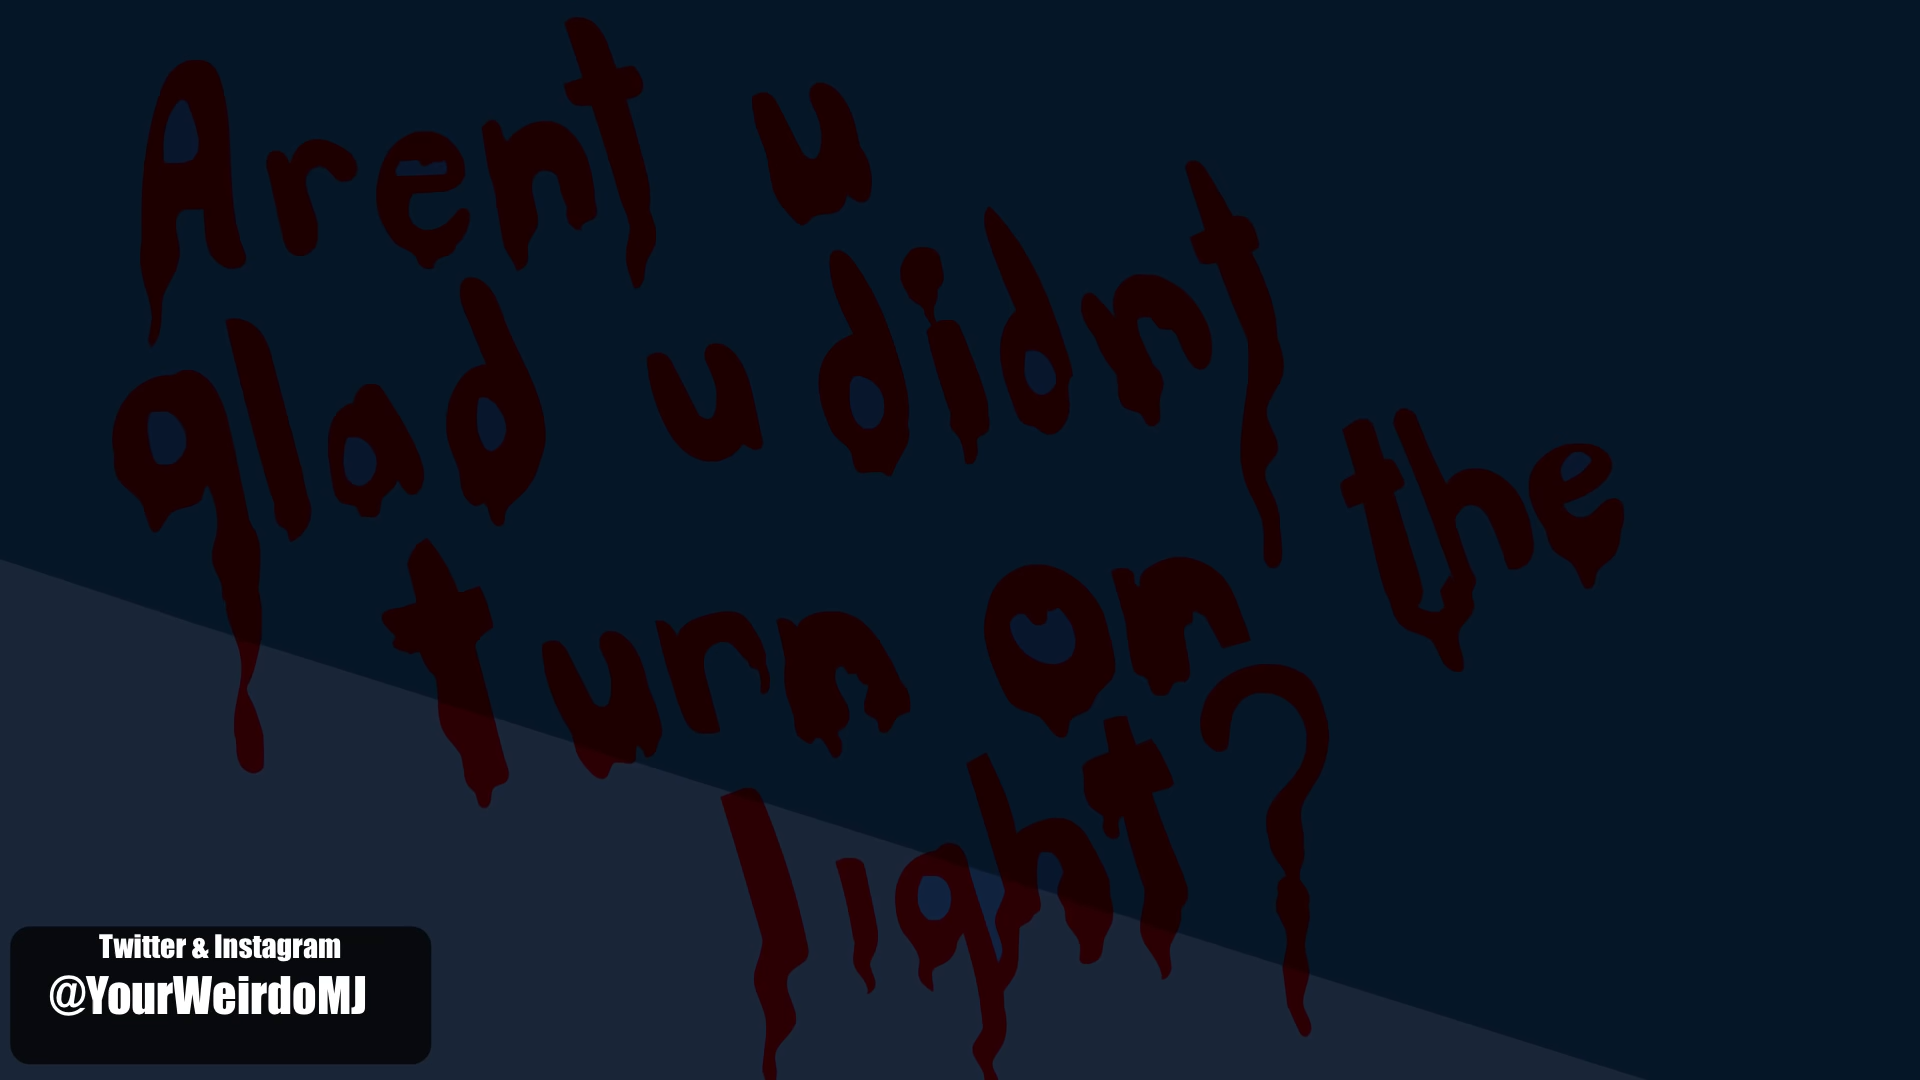 Arent u
glad u didnt the
turn on
light?
Twitter & Instagram
@YourWeirdoMJ